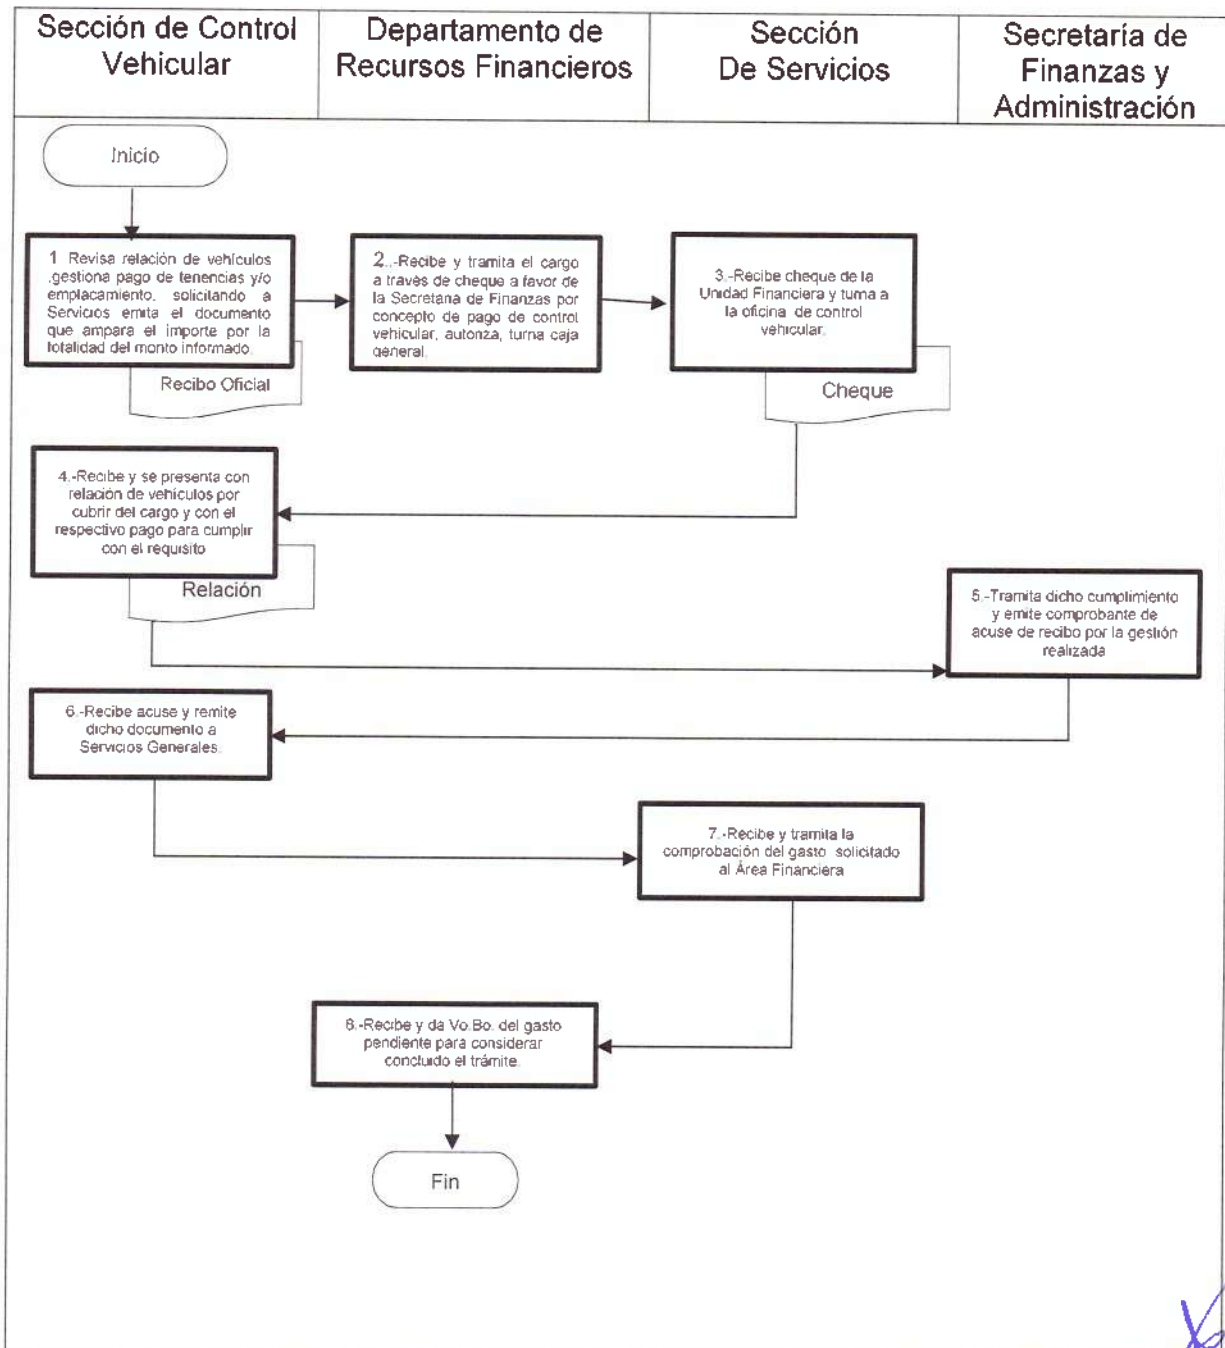 Sección de Control
Vehicular
Departamento de
Recursos Financieros
Sección
De Servicios
Secretaría de
Finanzas y
Administración
Inicio
1 Revisa relación de vehículos
,gestiona pago de tenencias y/o
emplacamiento, solicitando a
Servicios emita el documento
que ampara el importe por la
totalidad del monto informado.
Recibo Oficial
2..-Recibe y tramita el cargo
a través de cheque a favor de
la Secretaria de Finanzas por
concepto de pago de control
vehicular, autoriza, turna caja
general.
3.-Recibe cheque de la
Unidad Financiera y turna a
la oficina de control
vehicular.
Cheque
4.-Recibe y se presenta con
relación de vehículos por
cubrir del cargo y con el
respectivo pago para cumplir
con el requisito
Relación
5.-Tramita dicho cumplimiento
y emite comprobante de
acuse de recibo por la gestión
realizada
6.-Recibe acuse y remite
dicho documento a
Servicios Generales.
7.-Recibe y tramita la
comprobación del gasto solicitado
al Área Financiera
8.-Recibe y da Vo.Bo. del gasto
pendiente para considerar
concluido el trámite.
Fin